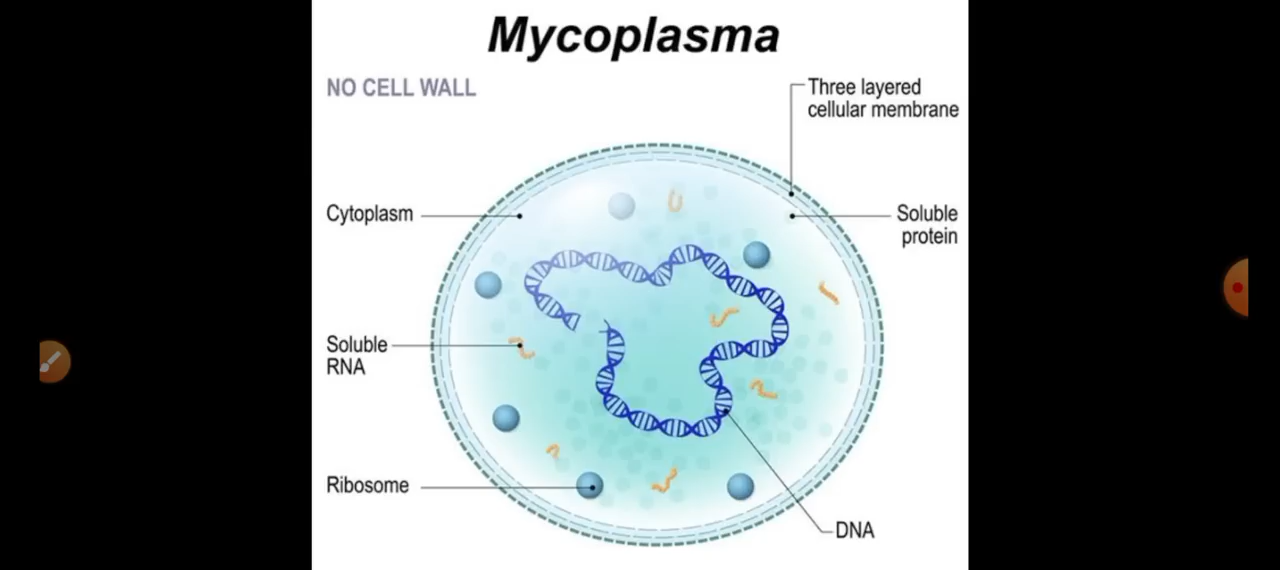 Mycoplasma
NO CELL WALL
Three layered
cellular membrane
Cytoplasm
Soluble
protein
Soluble
RNA
Ribosome
DNA